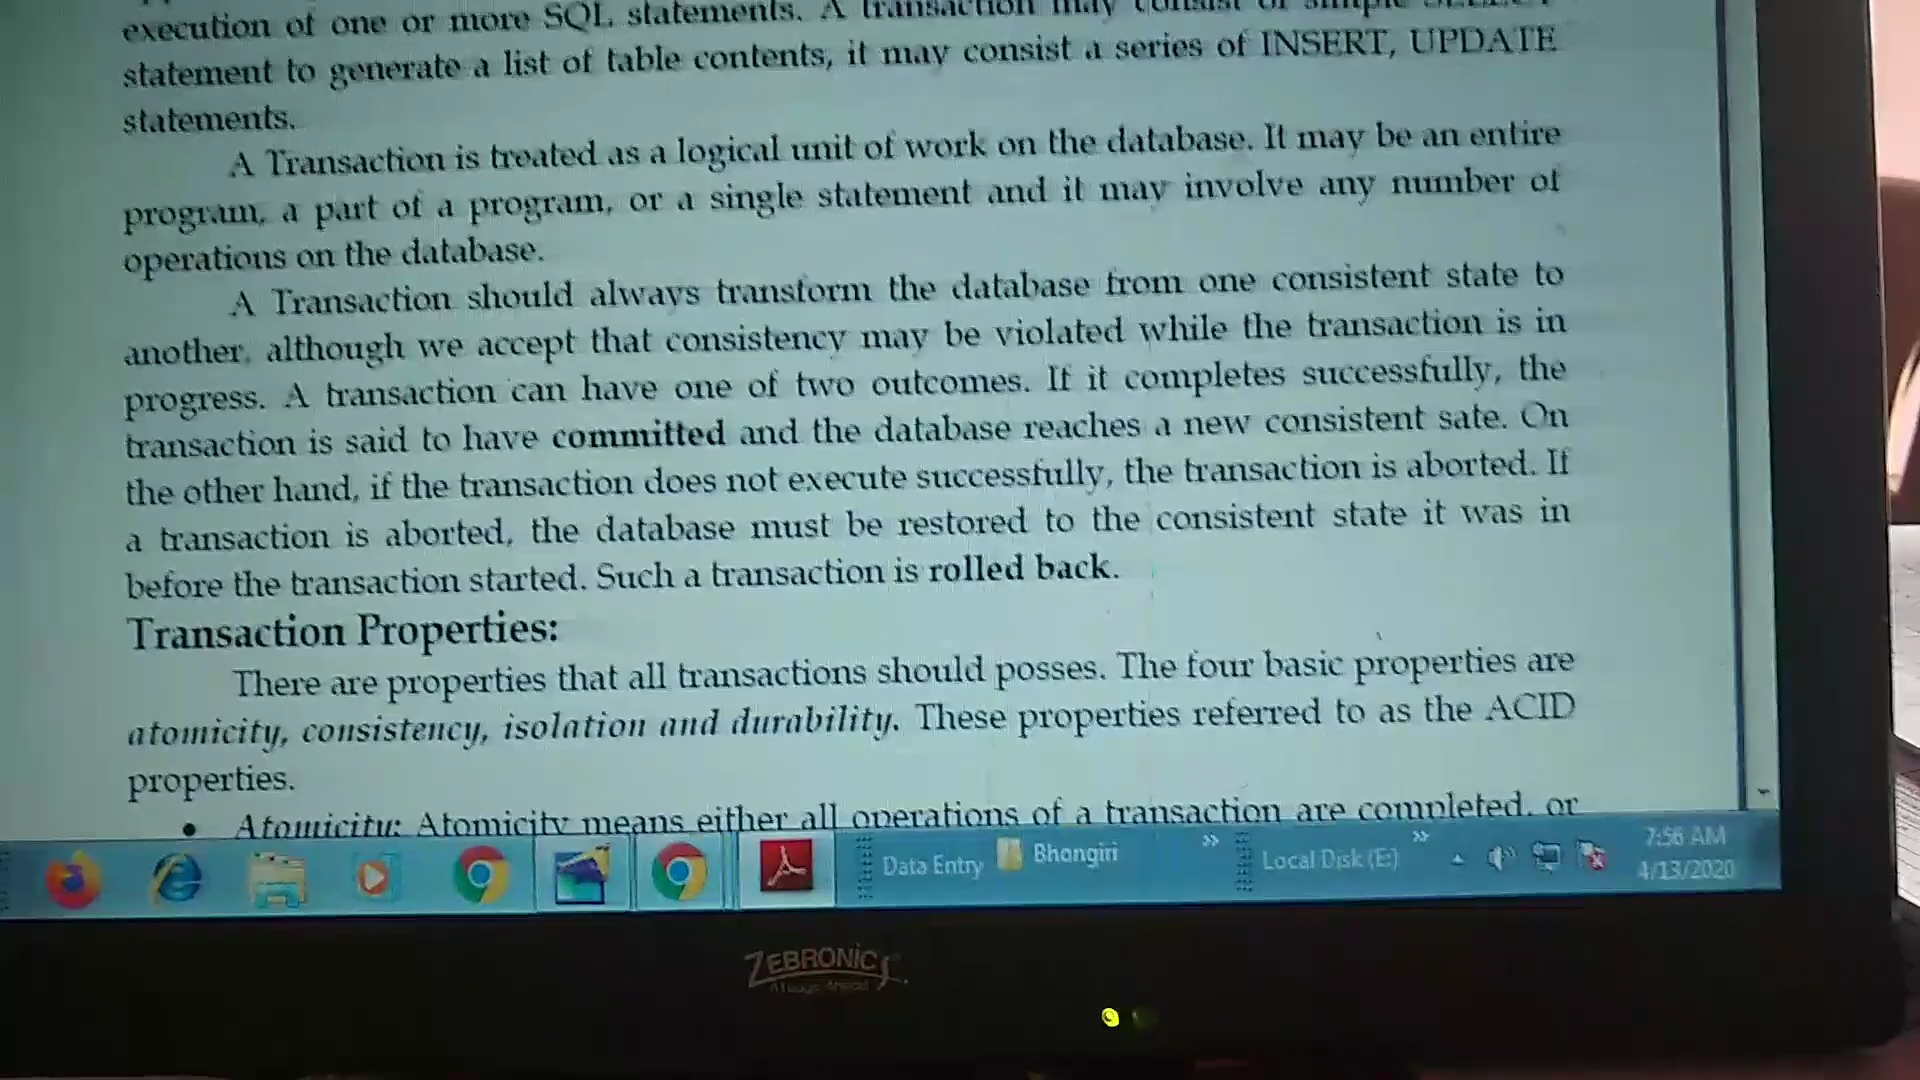 execution of one or more SQL statements. A transaction may consist of simple SELECT
statement to generate a list of table contents, it may consist a series of INSERT, UPDATE
statements.
A Transaction is treated as a logical unit of work on the database. It may be an entire
program, a part of a program, or a single statement and it may involve any number of
operations on the database.
A Transaction should always transform the database from one consistent state to
another, although we accept that consistency may be violated while the transaction is in
progress. A transaction can have one of two outcomes. If it completes successfully, the
transaction is said to have committed and the database reaches a new consistent sate. On
the other hand, if the transaction does not execute successfully, the transaction is aborted. If
a transaction is aborted, the database must be restored to the consistent state it was in
before the transaction started. Such a transaction is rolled back.
Transaction Properties:
There are properties that all transactions should posses. The four basic properties are
atomicity, consistency, isolation and durability. These properties referred to as the ACID
properties.
• Atomicity: Atomicity means either all operations of a transaction are completed, or
Data Entry Bhongiri » Local Disk (E:) » 7:56 AM
4/13/2020
ZEBRONICS
Always Ahead